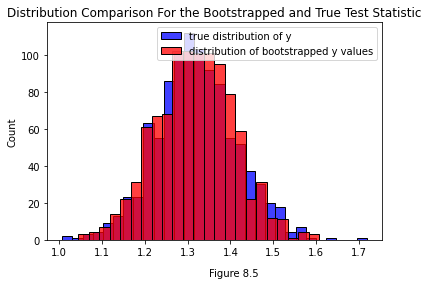 Distribution Comparison For the Bootstrapped and True Test Statistic
true distribution of y
distribution of bootstrapped y values
Count
100
80
60
40
20
0
1.0 1.1 1.2 1.3 1.4 1.5 1.6 1.7
Figure 8.5